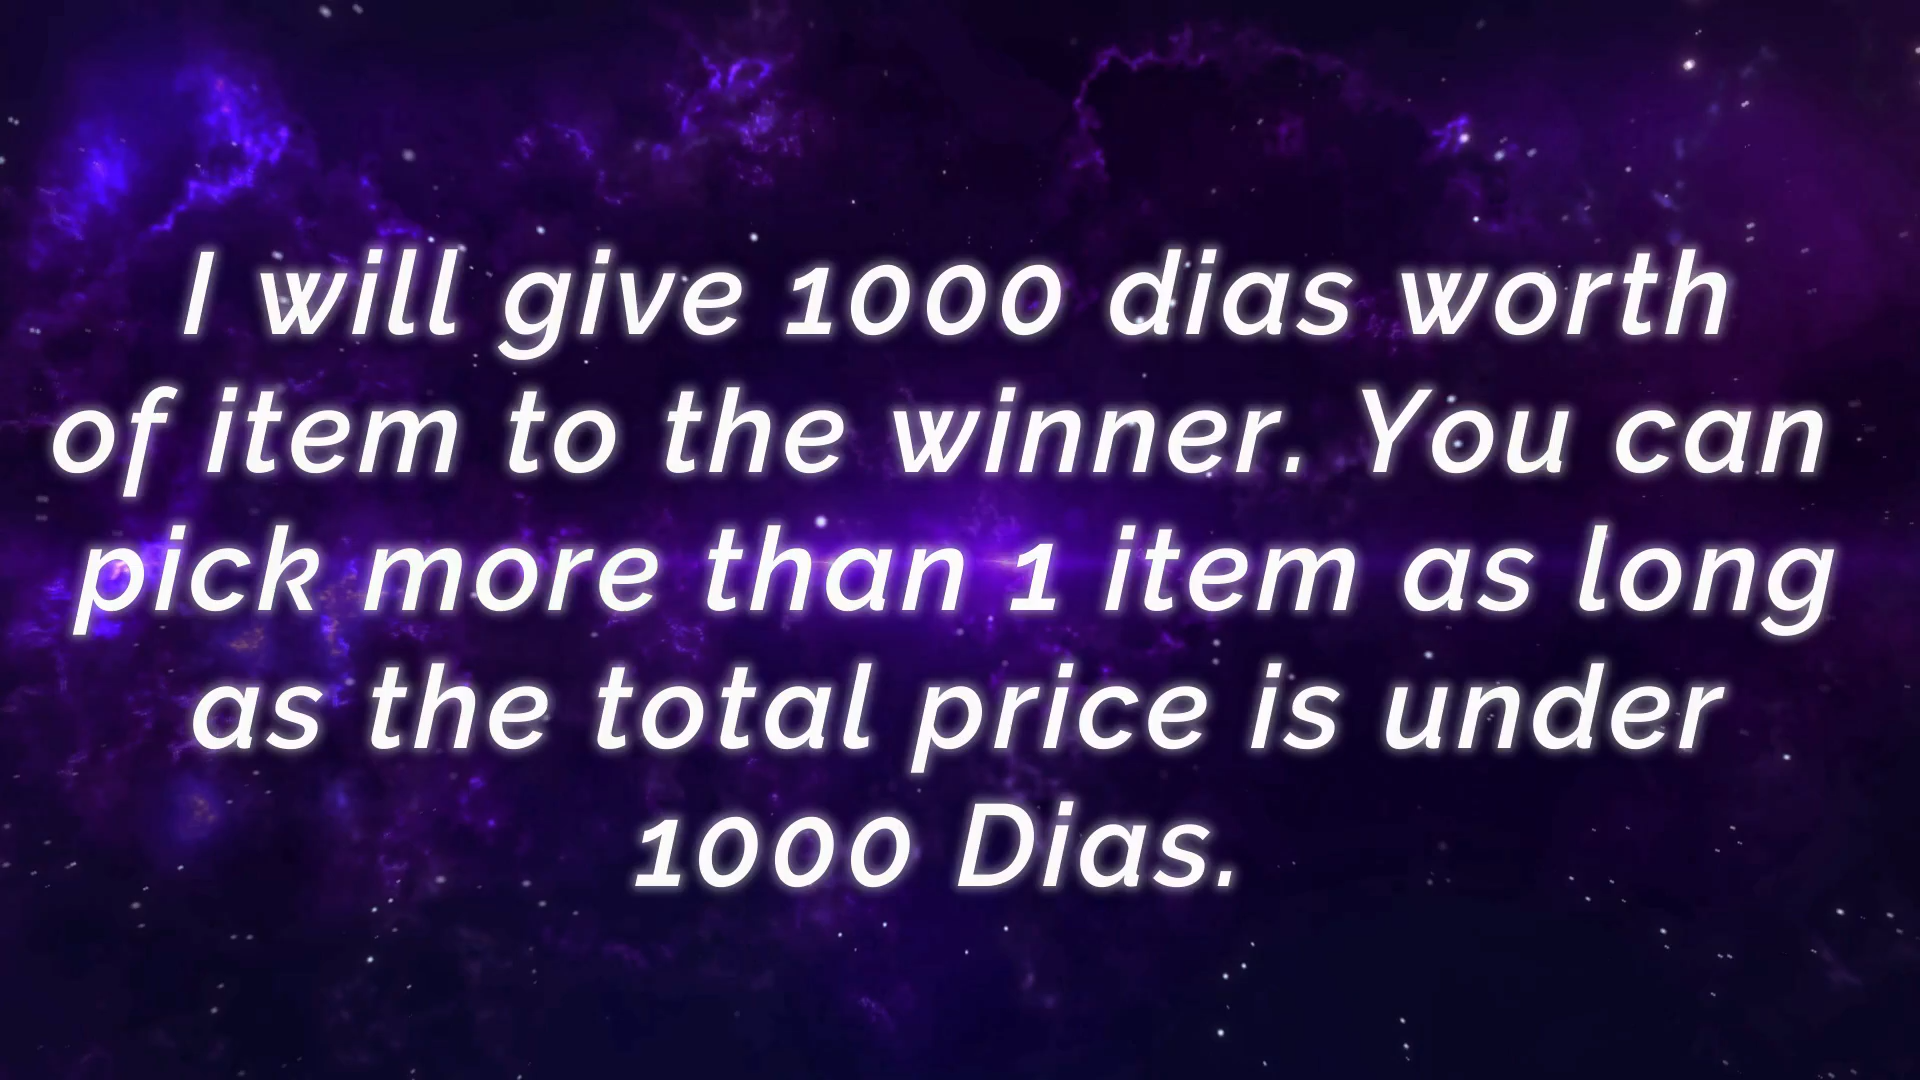 I will give 1000 dias worth
of item to the winner. You can
pick more than 1 item as long
as the total price is under
1000 Dias.